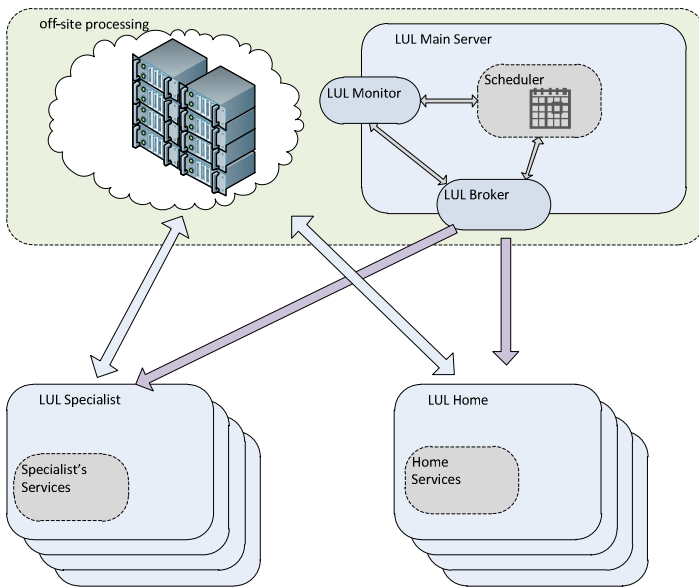 off-site processing
LUL Main Server
Scheduler
LUL Monitor
LUL Broker
LUL Specialist
Specialist's
Services
LUL Home
Home
Services